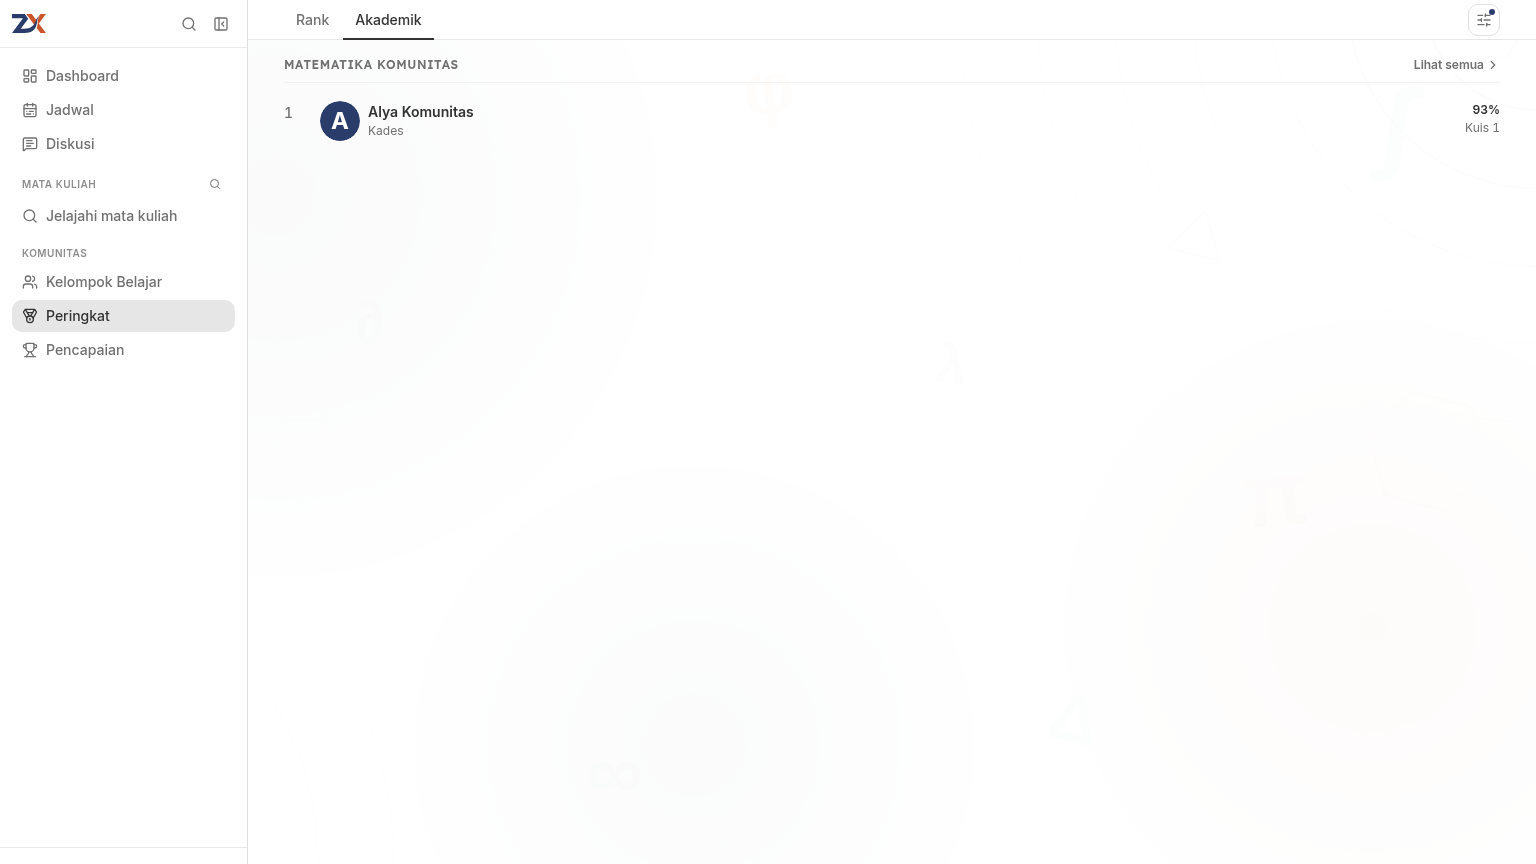 ZX
Rank
Akademik
Dashboard
Jadwal
Diskusi
MATA KULIAH
Jelajahi mata kuliah
KOMUNITAS
Kelompok Belajar
Peringkat
Pencapaian
MATEMATIKA KOMUNITAS
Lihat semua
1
A
Alya Komunitas
Kades
93%
Kuis 1
φ
∫
∂
λ
π
∞